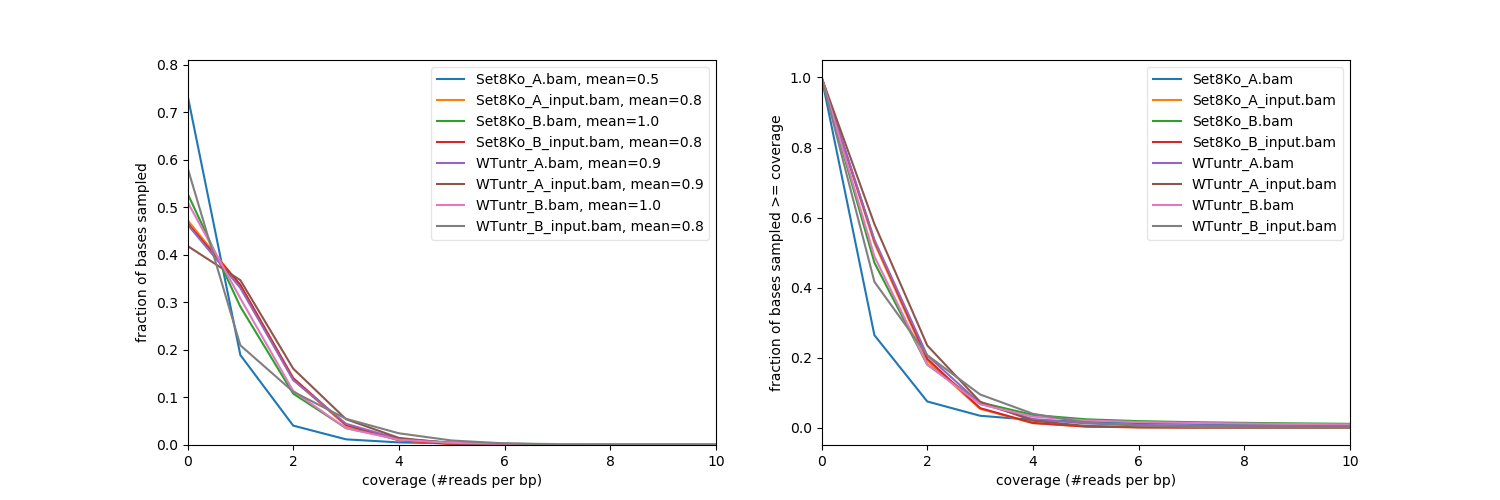 0.8
0.7
0.6
0.5
0.4
0.3
0.2
0.1
0.0
fraction of bases sampled
0 2 4 6 8 10
coverage (#reads per bp)
Set8Ko_A.bam, mean=0.5
Set8Ko_A_input.bam, mean=0.8
Set8Ko_B.bam, mean=1.0
Set8Ko_B_input.bam, mean=0.8
WTuntr_A.bam, mean=0.9
WTuntr_A_input.bam, mean=0.9
WTuntr_B.bam, mean=1.0
WTuntr_B_input.bam, mean=0.8
1.0
0.8
0.6
0.4
0.2
0.0
fraction of bases sampled >= coverage
0 2 4 6 8 10
coverage (#reads per bp)
Set8Ko_A.bam
Set8Ko_A_input.bam
Set8Ko_B.bam
Set8Ko_B_input.bam
WTuntr_A.bam
WTuntr_A_input.bam
WTuntr_B.bam
WTuntr_B_input.bam